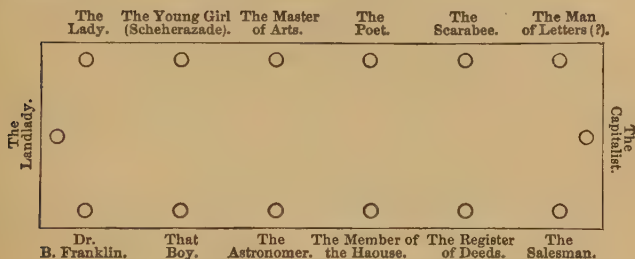 The Lady.
The Young Girl (Scheherazade).
The Master of Arts.
The Poet.
The Scarabee.
The Man of Letters (?).
The Landlady.
The Capitalist.
Dr. B. Franklin.
That Boy.
The Astronomer.
The Member of the Haouse.
The Register of Deeds.
The Salesman.